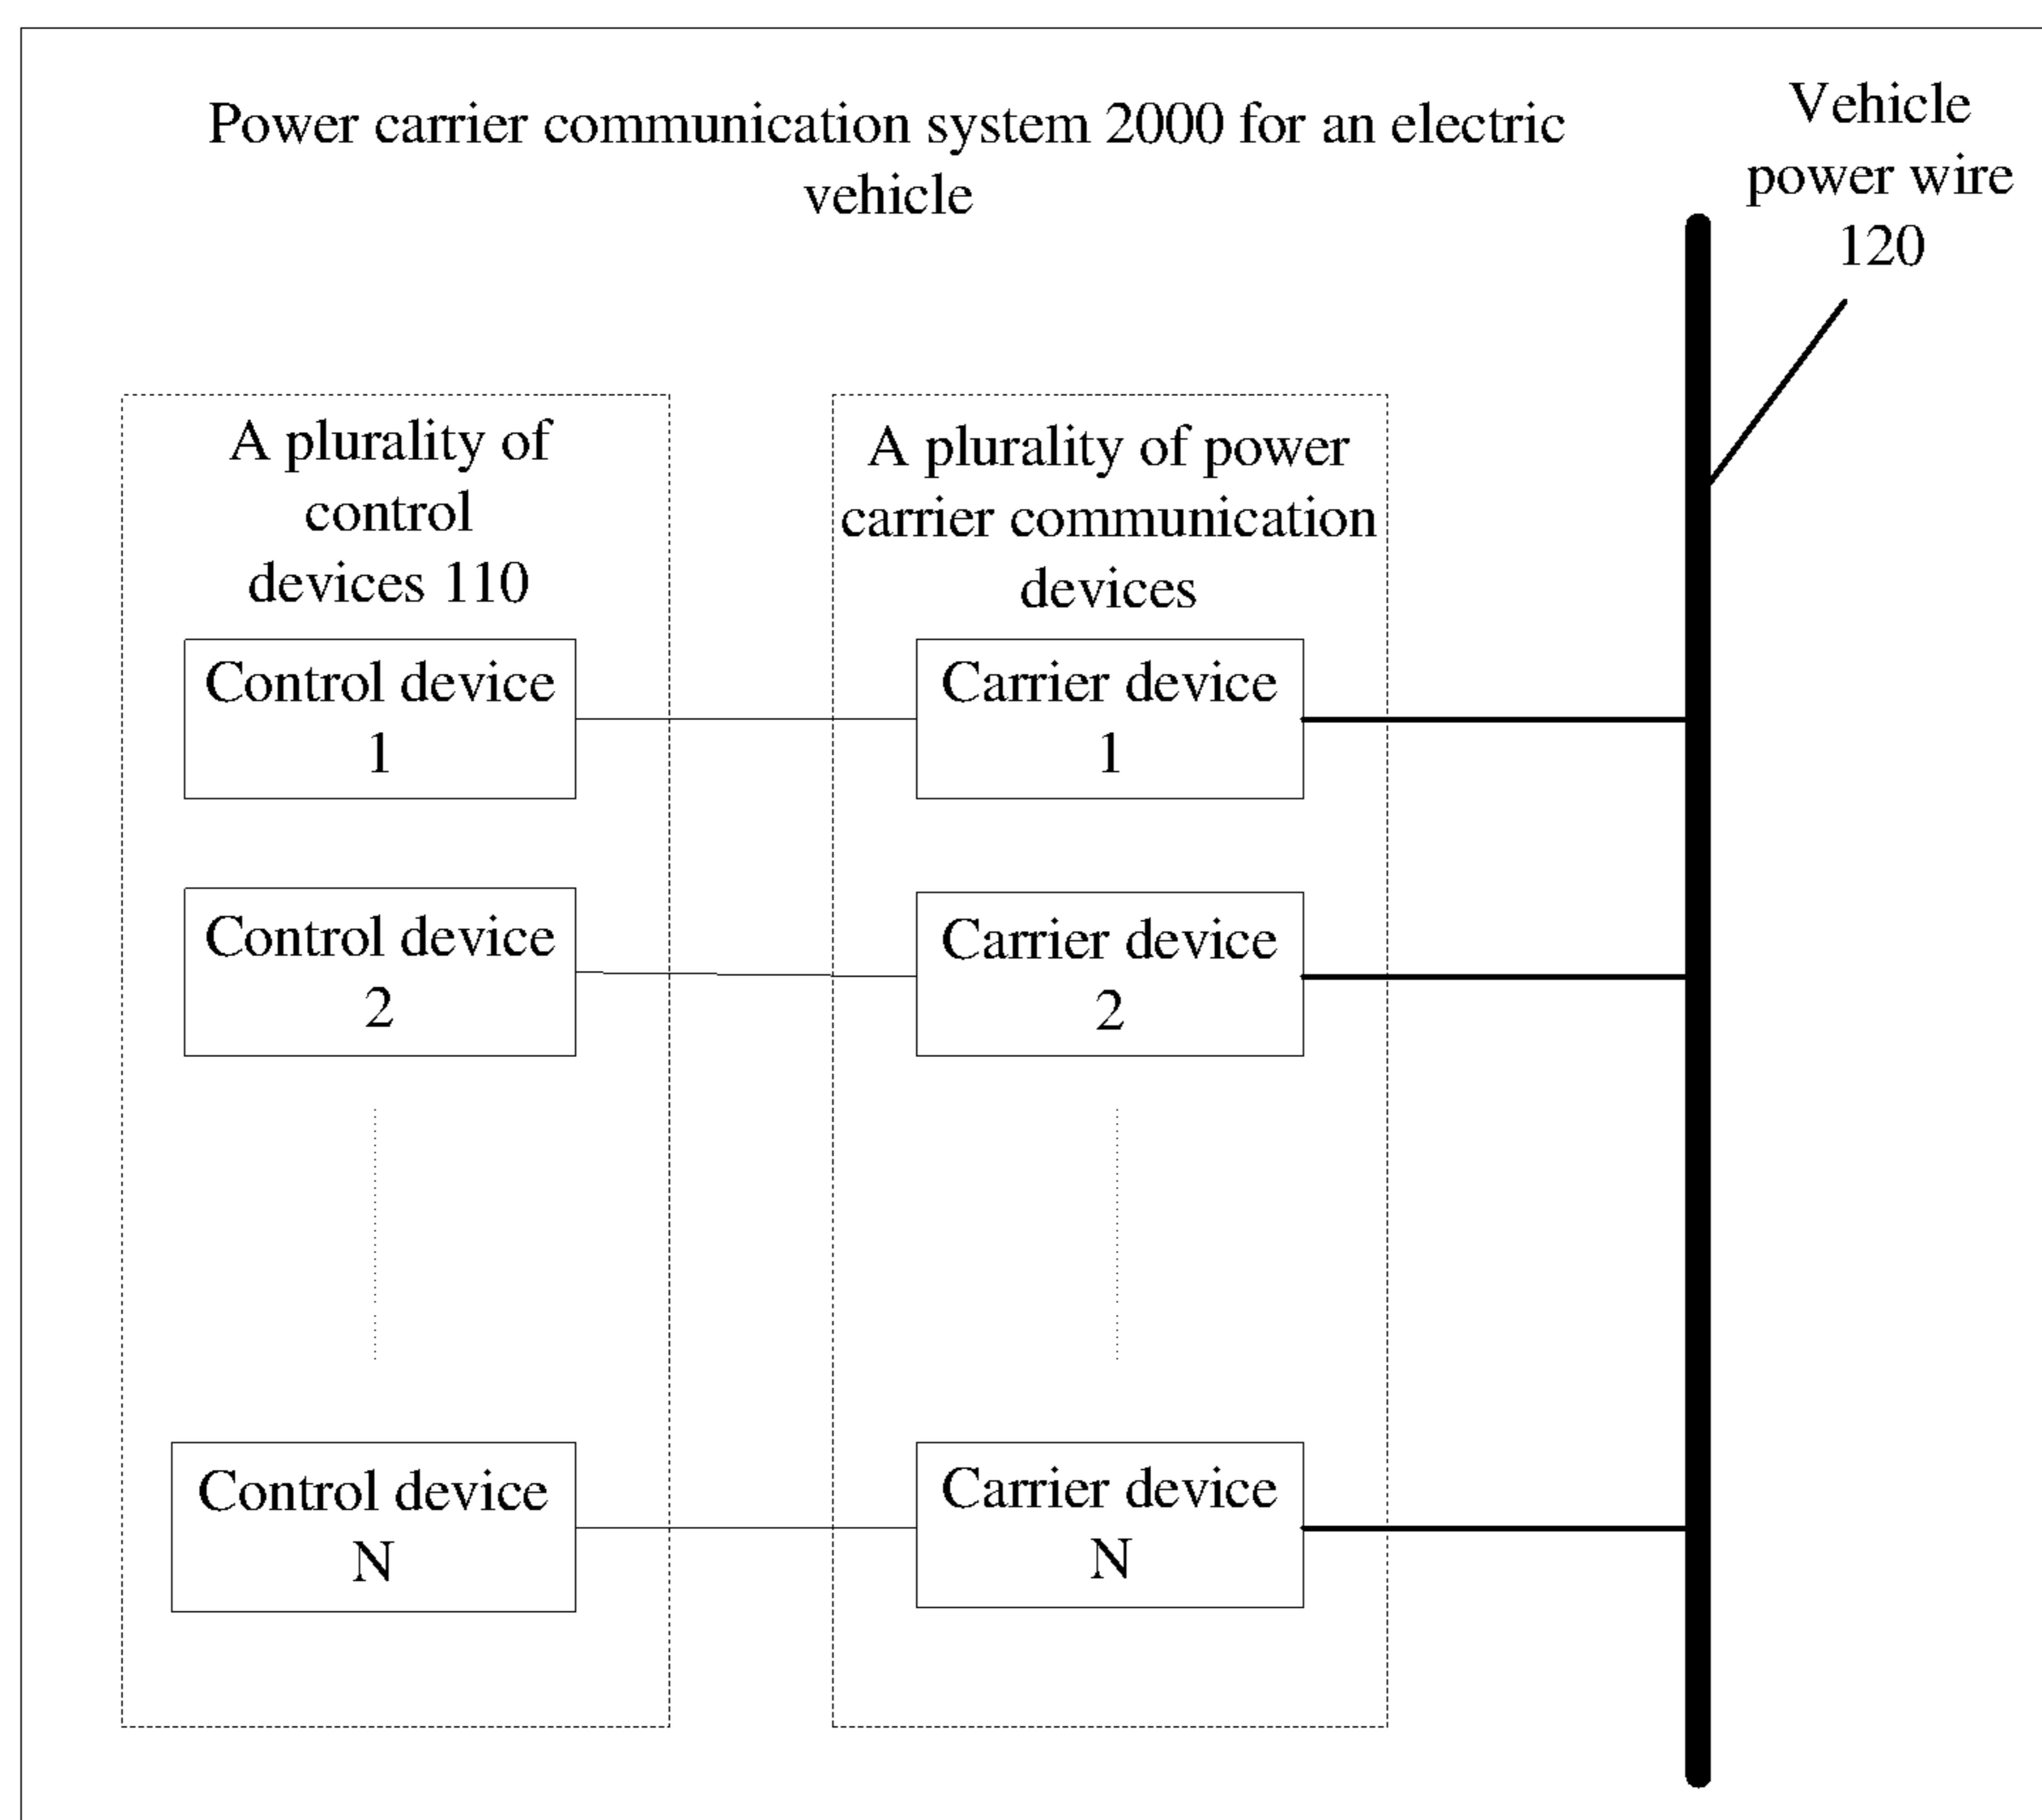 Power carrier communication system 2000 for an electric
vehicle
Vehicle
power wire
120
A plurality of
control
devices 110
A plurality of power
carrier communication
devices
Control device
1
Carrier device
1
Control device
2
Carrier device
2
Control device
N
Carrier device
N